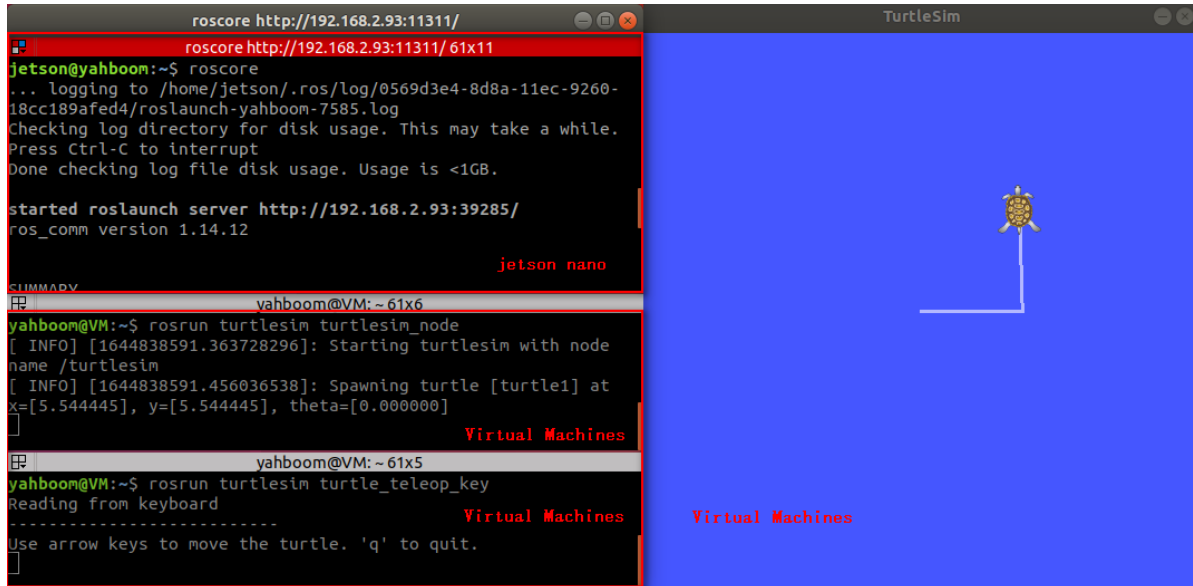 roscore http://192.168.2.93:11311/
TurtleSim
roscore http://192.168.2.93:11311/ 61x11
jetson@yahboom:~$ roscore
... logging to /home/jetson/.ros/log/0569d3e4-8d8a-11ec-9260-
18cc189afed4/roslaunch-yahboom-7585.log
Checking log directory for disk usage. This may take a while.
Press Ctrl-C to interrupt
Done checking log file disk usage. Usage is <1GB.
started roslaunch server http://192.168.2.93:39285/
ros_comm version 1.14.12
jetson nano
SUMMARY
yahboom@VM: ~ 61x6
yahboom@VM:~$ rosrun turtlesim turtlesim_node
[ INFO] [1644838591.363728296]: Starting turtlesim with node
name /turtlesim
[ INFO] [1644838591.456036538]: Spawning turtle [turtle1] at
x=[5.544445], y=[5.544445], theta=[0.000000]
Virtual Machines
yahboom@VM: ~ 61x5
yahboom@VM:~$ rosrun turtlesim turtle_teleop_key
Reading from keyboard
Virtual Machines
---------------------------
Use arrow keys to move the turtle. 'q' to quit.
Virtual Machines